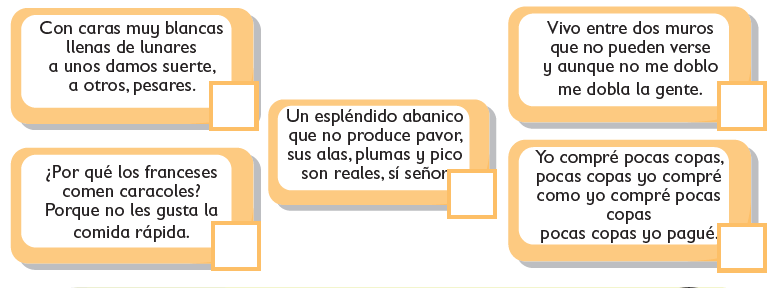 Con caras muy blancas
llenas de lunares
a unos damos suerte,
a otros, pesares.
¿Por qué los franceses
comen caracoles?
Porque no les gusta la
comida rápida.
Un espléndido abanico
que no produce pavor,
sus alas, plumas y pico
son reales, sí señor
Vivo entre dos muros
que no pueden verse
y aunque no me doblo
me dobla la gente.
Yo compré pocas copas,
pocas copas yo compré
como yo compré pocas
copas
pocas copas yo pagué.